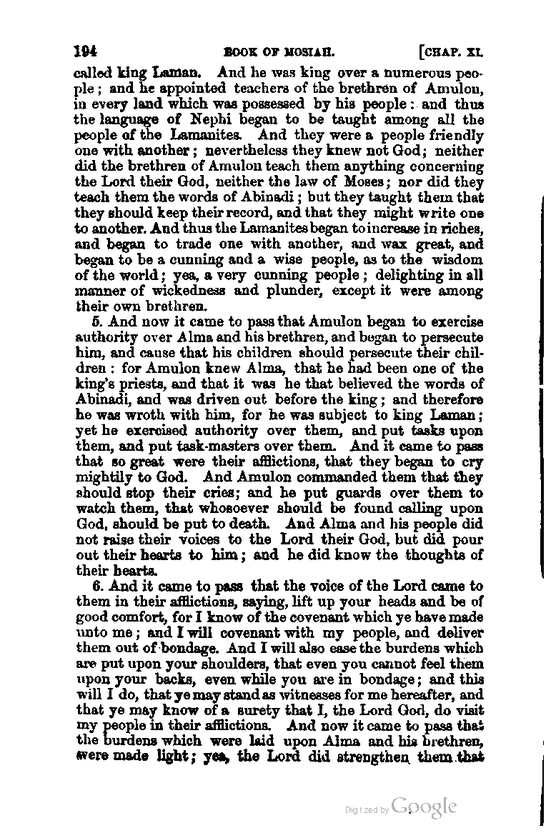 194 BOOK OF MOSIAH. [CHAP. XI.
called king Laman. And he was king over a numerous peo-
ple; and he appointed teachers of the brethren of Amulon,
in every land which was possessed by his people: and thus
the language of Nephi began to be taught among all the
people of the Lamanites. And they were a people friendly
one with another; nevertheless they knew not God; neither
did the brethren of Amulon teach them anything concerning
the Lord their God, neither the law of Moses; nor did they
teach them the words of Abinadi; but they taught them that
they should keep their record, and that they might write one
to another. And thus the Lamanites began to increase in riches,
and began to trade one with another, and wax great, and
began to be a cunning and a wise people, as to the wisdom
of the world; yea, a very cunning people; delighting in all
manner of wickedness and plunder, except it were among
their own brethren.
5. And now it came to pass that Amulon began to exercise
authority over Alma and his brethren, and began to persecute
him, and cause that his children should persecute their chil-
dren: for Amulon knew Alma, that he had been one of the
king's priests, and that it was he that believed the words of
Abinadi, and was driven out before the king; and therefore
he was wroth with him, for he was subject to king Laman;
yet he exercised authority over them, and put tasks upon
them, and put task-masters over them. And it came to pass
that so great were their afflictions, that they began to cry
mightily to God. And Amulon commanded them that they
should stop their cries; and he put guards over them to
watch them, that whosoever should be found calling upon
God, should be put to death. And Alma and his people did
not raise their voices to the Lord their God, but did pour
out their hearts to him; and he did know the thoughts of
their hearts.
6. And it came to pass that the voice of the Lord came to
them in their afflictions, saying, lift up your heads and be of
good comfort, for I know of the covenant which ye have made
unto me; and I will covenant with my people, and deliver
them out of bondage. And I will also ease the burdens which
are put upon your shoulders, that even you cannot feel them
upon your backs, even while you are in bondage; and this
will I do, that ye may stand as witnesses for me hereafter, and
that ye may know of a surety that I, the Lord God, do visit
my people in their afflictions. And now it came to pass that
the burdens which were laid upon Alma and his brethren,
were made light; yea, the Lord did strengthen them that
Digitized by Google